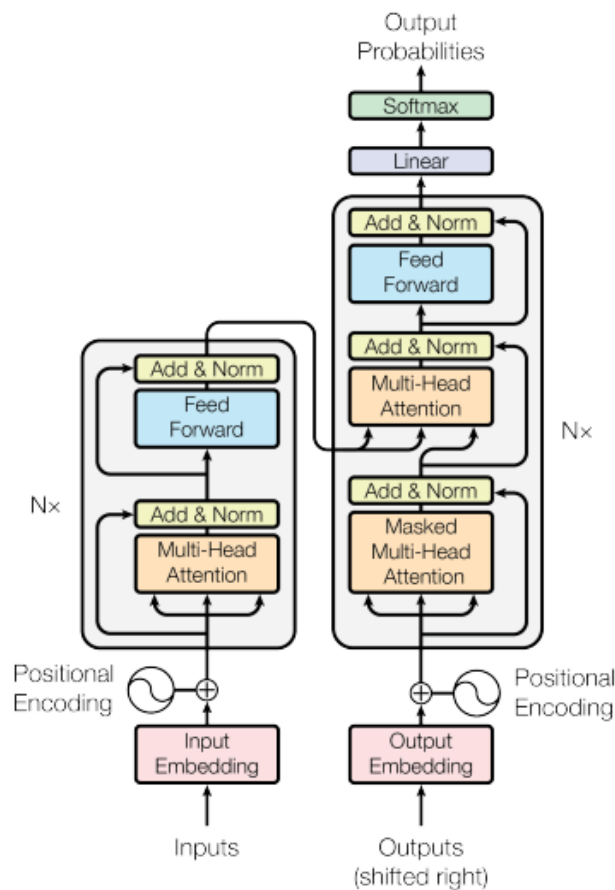 Output
Probabilities
Softmax
Linear
Add & Norm
Feed
Forward
Add & Norm
Multi-Head
Attention
Add & Norm
Masked
Multi-Head
Attention
Nx
Add & Norm
Feed
Forward
Add & Norm
Multi-Head
Attention
Nx
Positional
Encoding
Positional
Encoding
Input
Embedding
Output
Embedding
Inputs
Outputs
(shifted right)